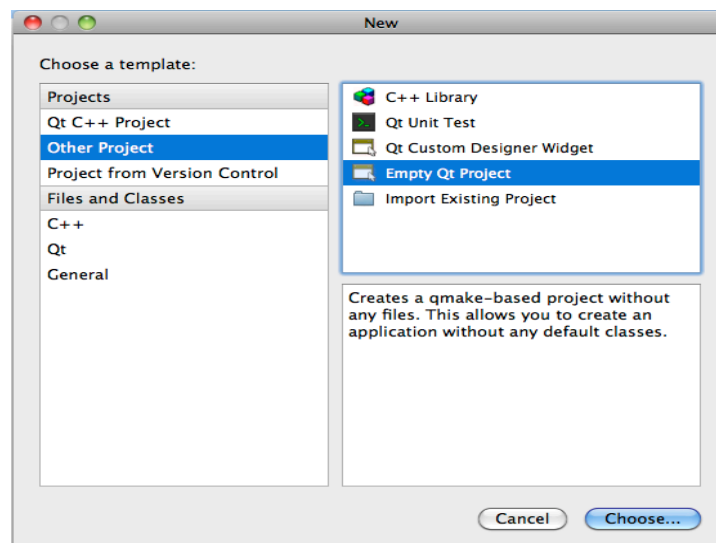 New
Choose a template:
Projects
Qt C++ Project
Other Project
Project from Version Control
Files and Classes
C++
Qt
General
C++ Library
Qt Unit Test
Qt Custom Designer Widget
Empty Qt Project
Import Existing Project
Creates a qmake-based project without
any files. This allows you to create an
application without any default classes.
Cancel
Choose...